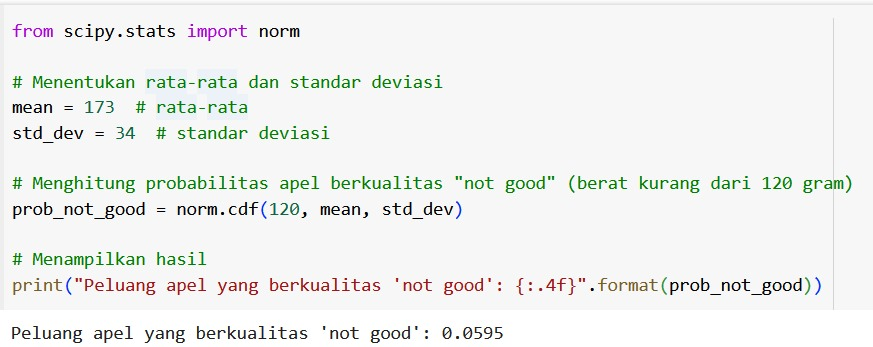 from scipy.stats import norm
# Menentukan rata-rata dan standar deviasi
mean = 173  # rata-rata
std_dev = 34  # standar deviasi
# Menghitung probabilitas apel berkualitas "not good" (berat kurang dari 120 gram)
prob_not_good = norm.cdf(120, mean, std_dev)
# Menampilkan hasil
print("Peluang apel yang berkualitas 'not good': {:.4f}".format(prob_not_good))
Peluang apel yang berkualitas 'not good': 0.0595